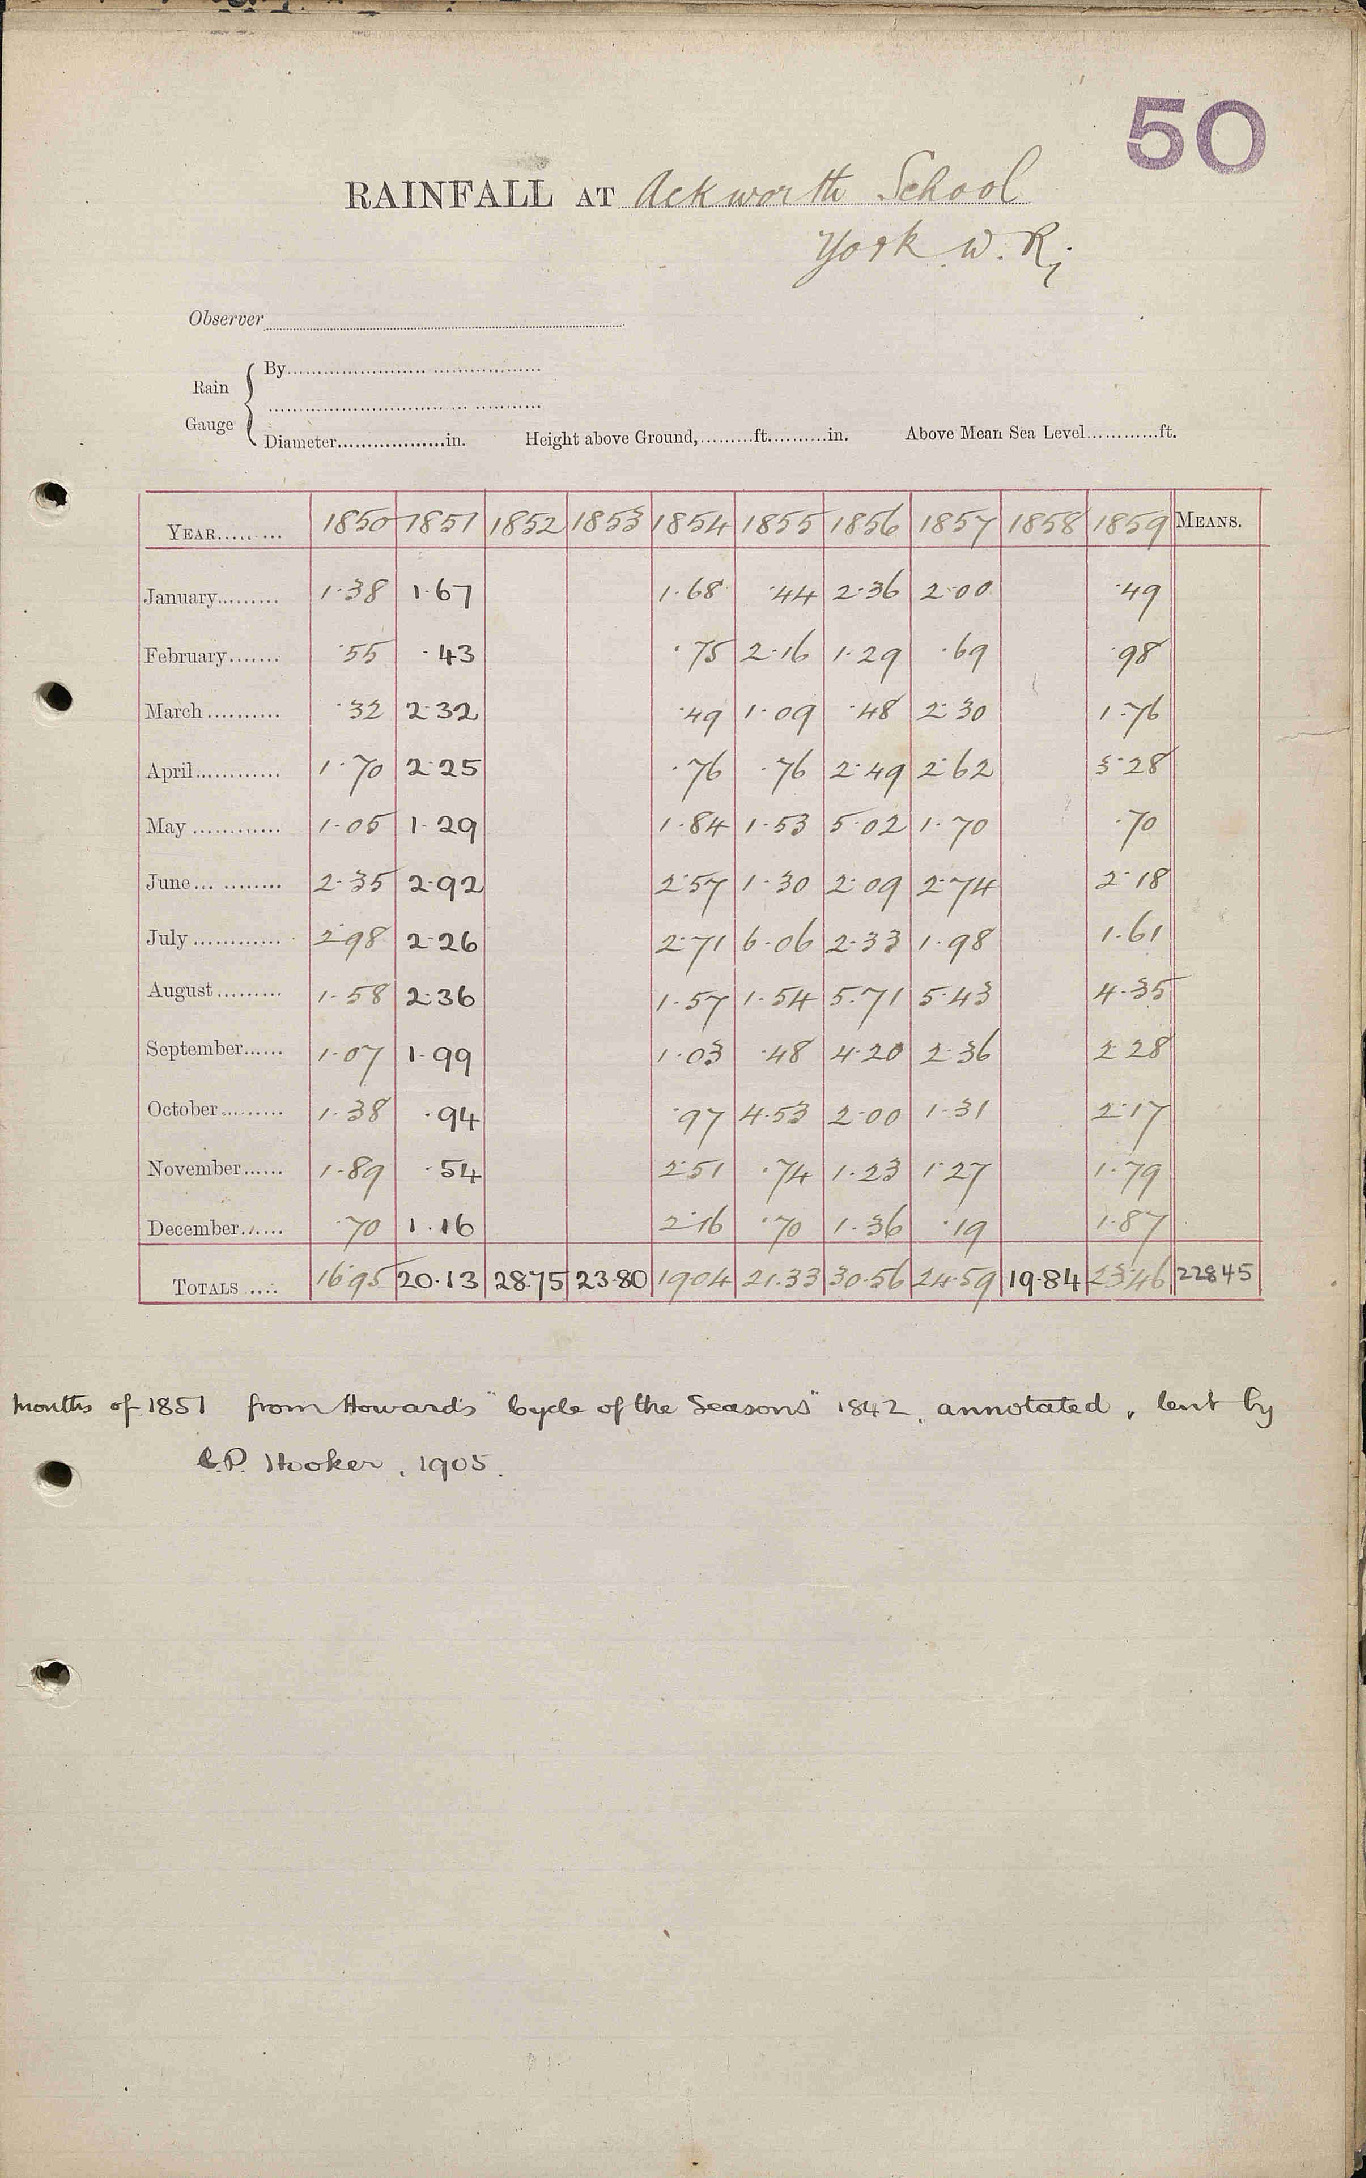 50
RAINFALL AT Ackworth School
York. W. R;
Observer
Rain Gauge { By
Diameter in. Height above Ground, ft. in. Above Mean Sea Level ft.
YEAR 1850 1851 1852 1853 1854 1855 1856 1857 1858 1859 MEANS.
January 1.38 1.67 1.68 .44 2.36 2.00 .49
February .55 .43 .75 2.16 1.29 .69 .98
March .32 2.32 .49 1.09 .48 2.30 1.76
April 1.70 2.25 .76 .76 2.49 2.62 3.28
May 1.05 1.29 1.84 1.53 5.02 1.70 .70
June 2.35 2.92 2.57 1.30 2.09 2.74 2.18
July 2.98 2.26 2.71 6.06 2.33 1.98 1.61
August 1.58 2.36 1.57 1.54 5.71 5.43 4.35
September 1.07 1.99 1.03 .48 4.20 2.36 2.28
October 1.38 .94 .97 4.53 2.00 1.31 2.17
November 1.89 .54 2.51 .74 1.23 1.27 1.79
December .70 1.16 2.16 .70 1.36 .19 1.87
TOTALS 16.95 20.13 28.75 23.80 19.04 21.33 30.56 24.59 19.84 23.46 228.45
Months of 1851 from Howard's "Cycle of the Seasons" 1842, annotated, lent by
C.P. Hooker, 1905.